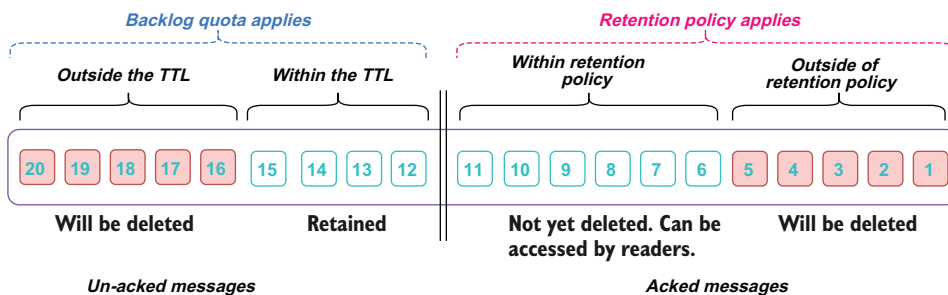 Backlog quota applies
Retention policy applies
Outside the TTL
Within the TTL
Within retention
policy
Outside of
retention policy
20 19 18 17 16 15 14 13 12 11 10 9 8 7 6 5 4 3 2 1
Will be deleted
Retained
Not yet deleted. Can be
accessed by readers.
Will be deleted
Un-acked messages
Acked messages